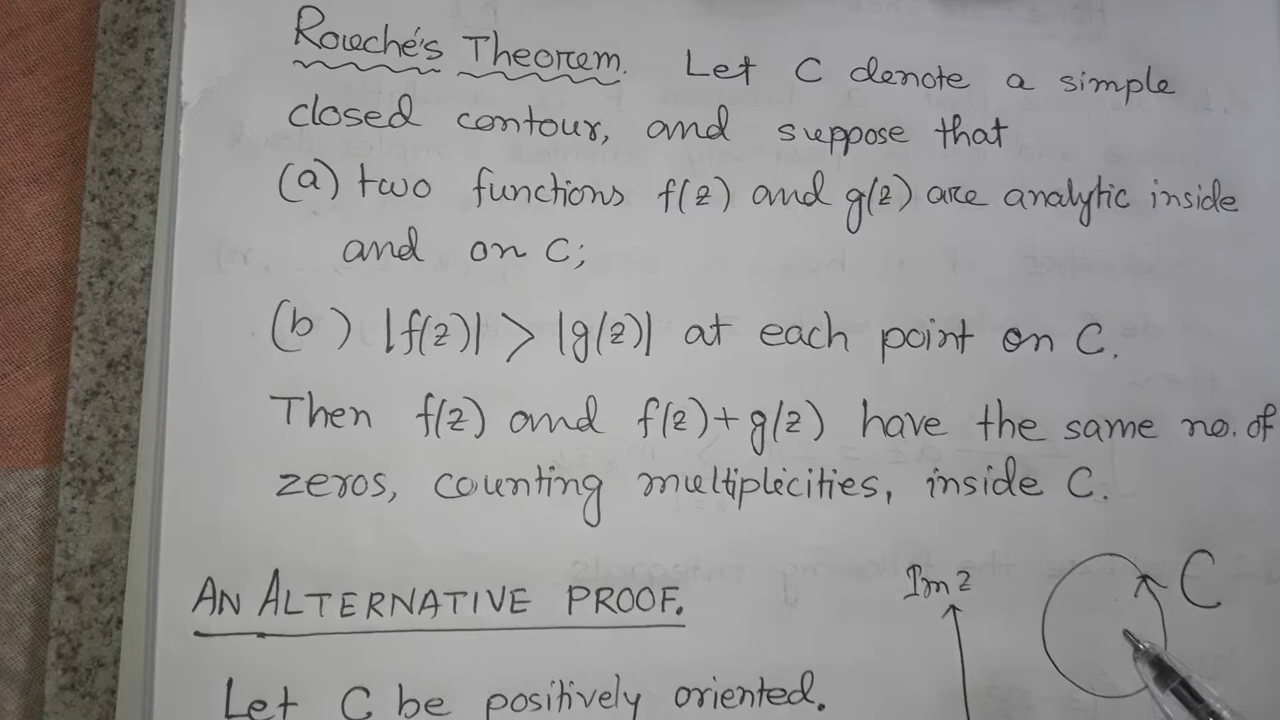 Rouché's Theorem. Let C denote a simple
closed contour, and suppose that
(a) two functions f(z) and g(z) are analytic inside
and on C;
(b) |f(z)| > |g(z)| at each point on C.
Then f(z) and f(z)+g(z) have the same no. of
zeros, counting multiplicities, inside C.
AN ALTERNATIVE PROOF.
Im z
C
Let C be positively oriented.